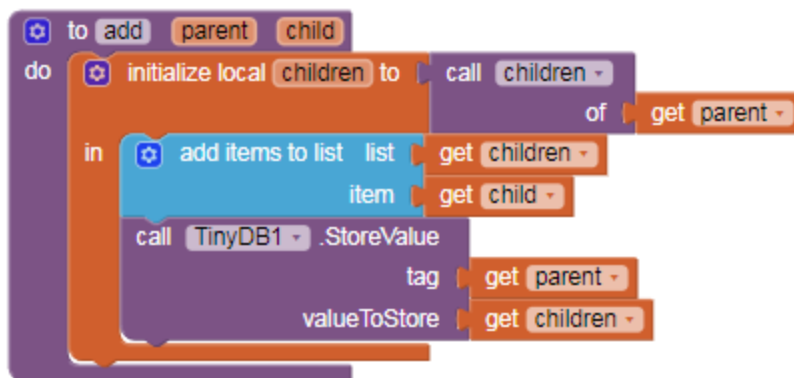 to add parent child
do initialize local children to call children
of get parent
in add items to list list get children
item get child
call TinyDB1 .StoreValue
tag get parent
valueToStore get children